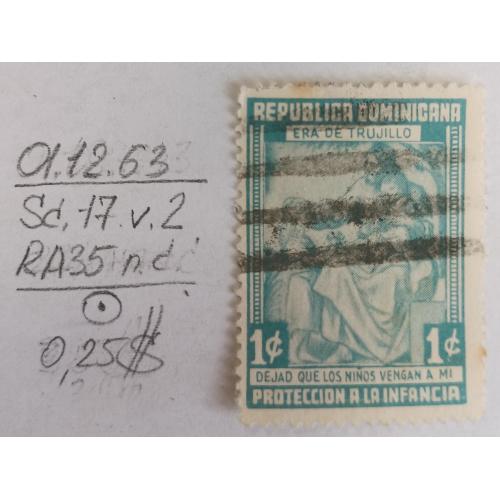 01.12.63
Sc. 17 v. 2
RA35 n.d.
0,25$
REPUBLICA DOMINICANA
ERA DE TRUJILLO
1¢ 1¢
DEJAD QUE LOS NIÑOS VENGAN A MI
PROTECCION A LA INFANCIA